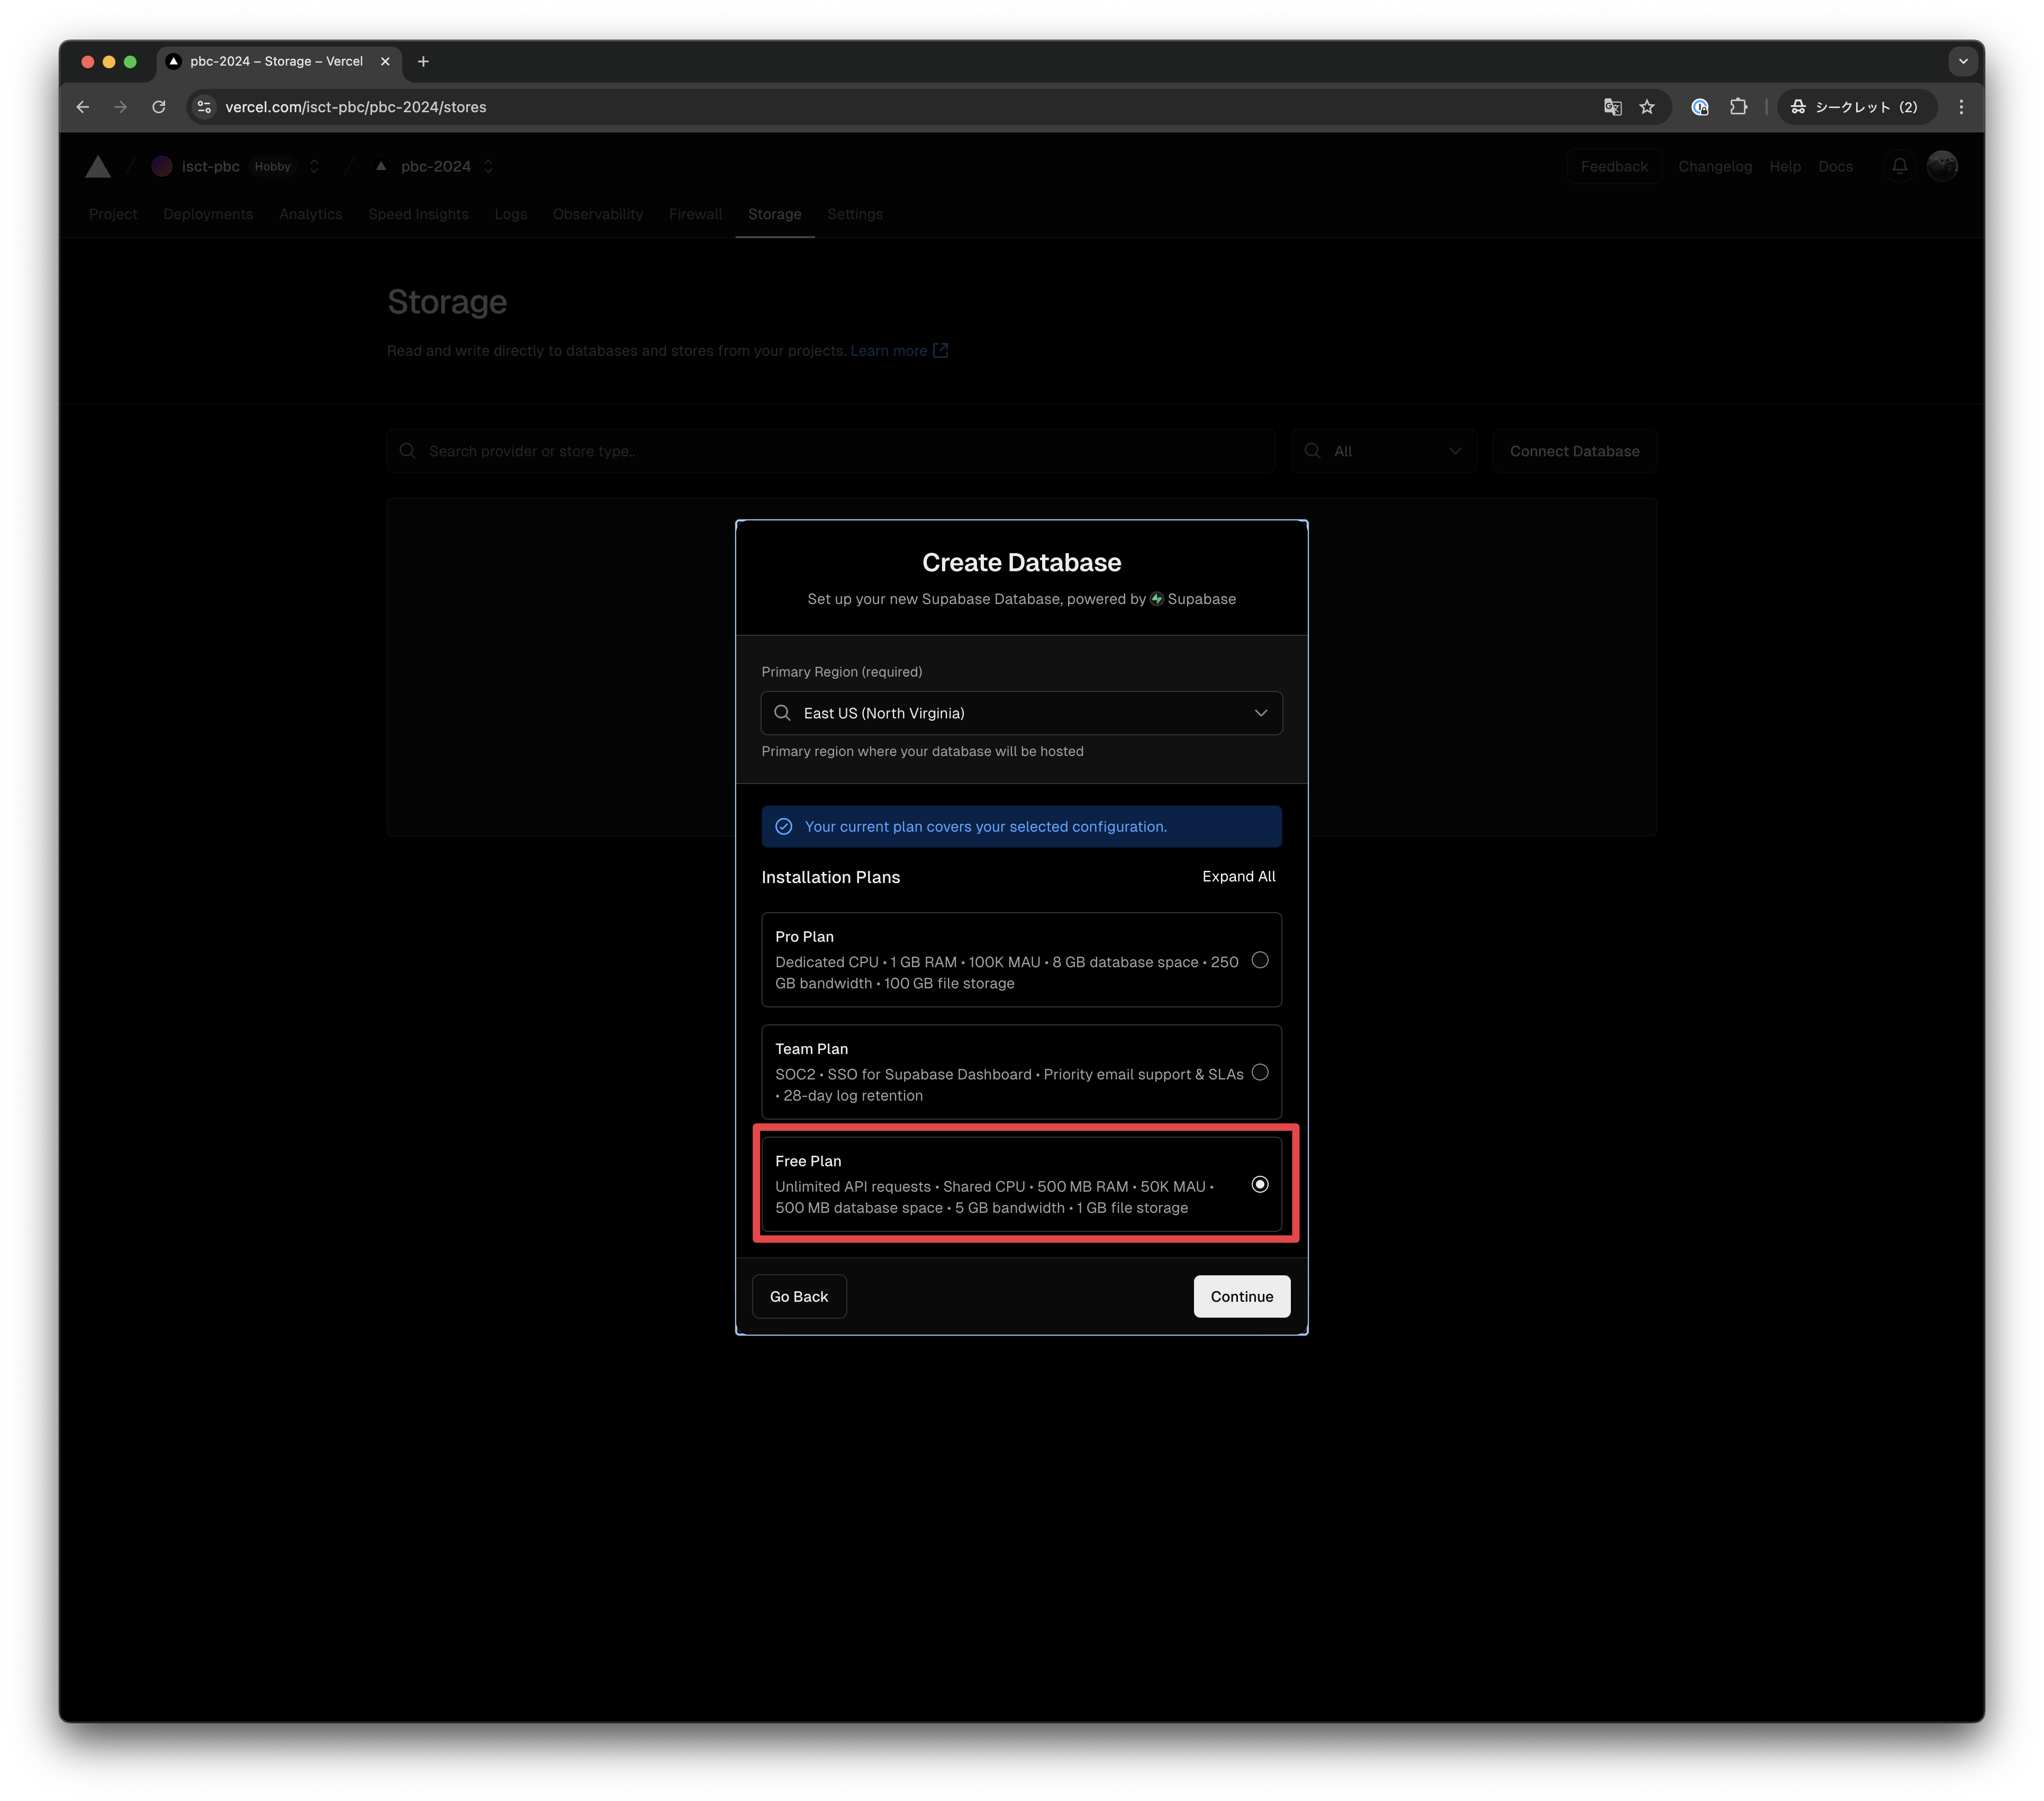 pbc-2024 – Storage – Vercel
vercel.com/isct-pbc/pbc-2024/stores
シークレット (2)
isct-pbc Hobby pbc-2024
Feedback Changelog Help Docs
Project Deployments Analytics Speed Insights Logs Observability Firewall Storage Settings
Storage
Read and write directly to databases and stores from your projects. Learn more
Search provider or store type..
All
Connect Database
Create Database
Set up your new Supabase Database, powered by Supabase
Primary Region (required)
East US (North Virginia)
Primary region where your database will be hosted
Your current plan covers your selected configuration.
Installation Plans
Expand All
Pro Plan
Dedicated CPU • 1 GB RAM • 100K MAU • 8 GB database space • 250
GB bandwidth • 100 GB file storage
Team Plan
SOC2 • SSO for Supabase Dashboard • Priority email support & SLAs
• 28-day log retention
Free Plan
Unlimited API requests • Shared CPU • 500 MB RAM • 50K MAU •
500 MB database space • 5 GB bandwidth • 1 GB file storage
Go Back
Continue